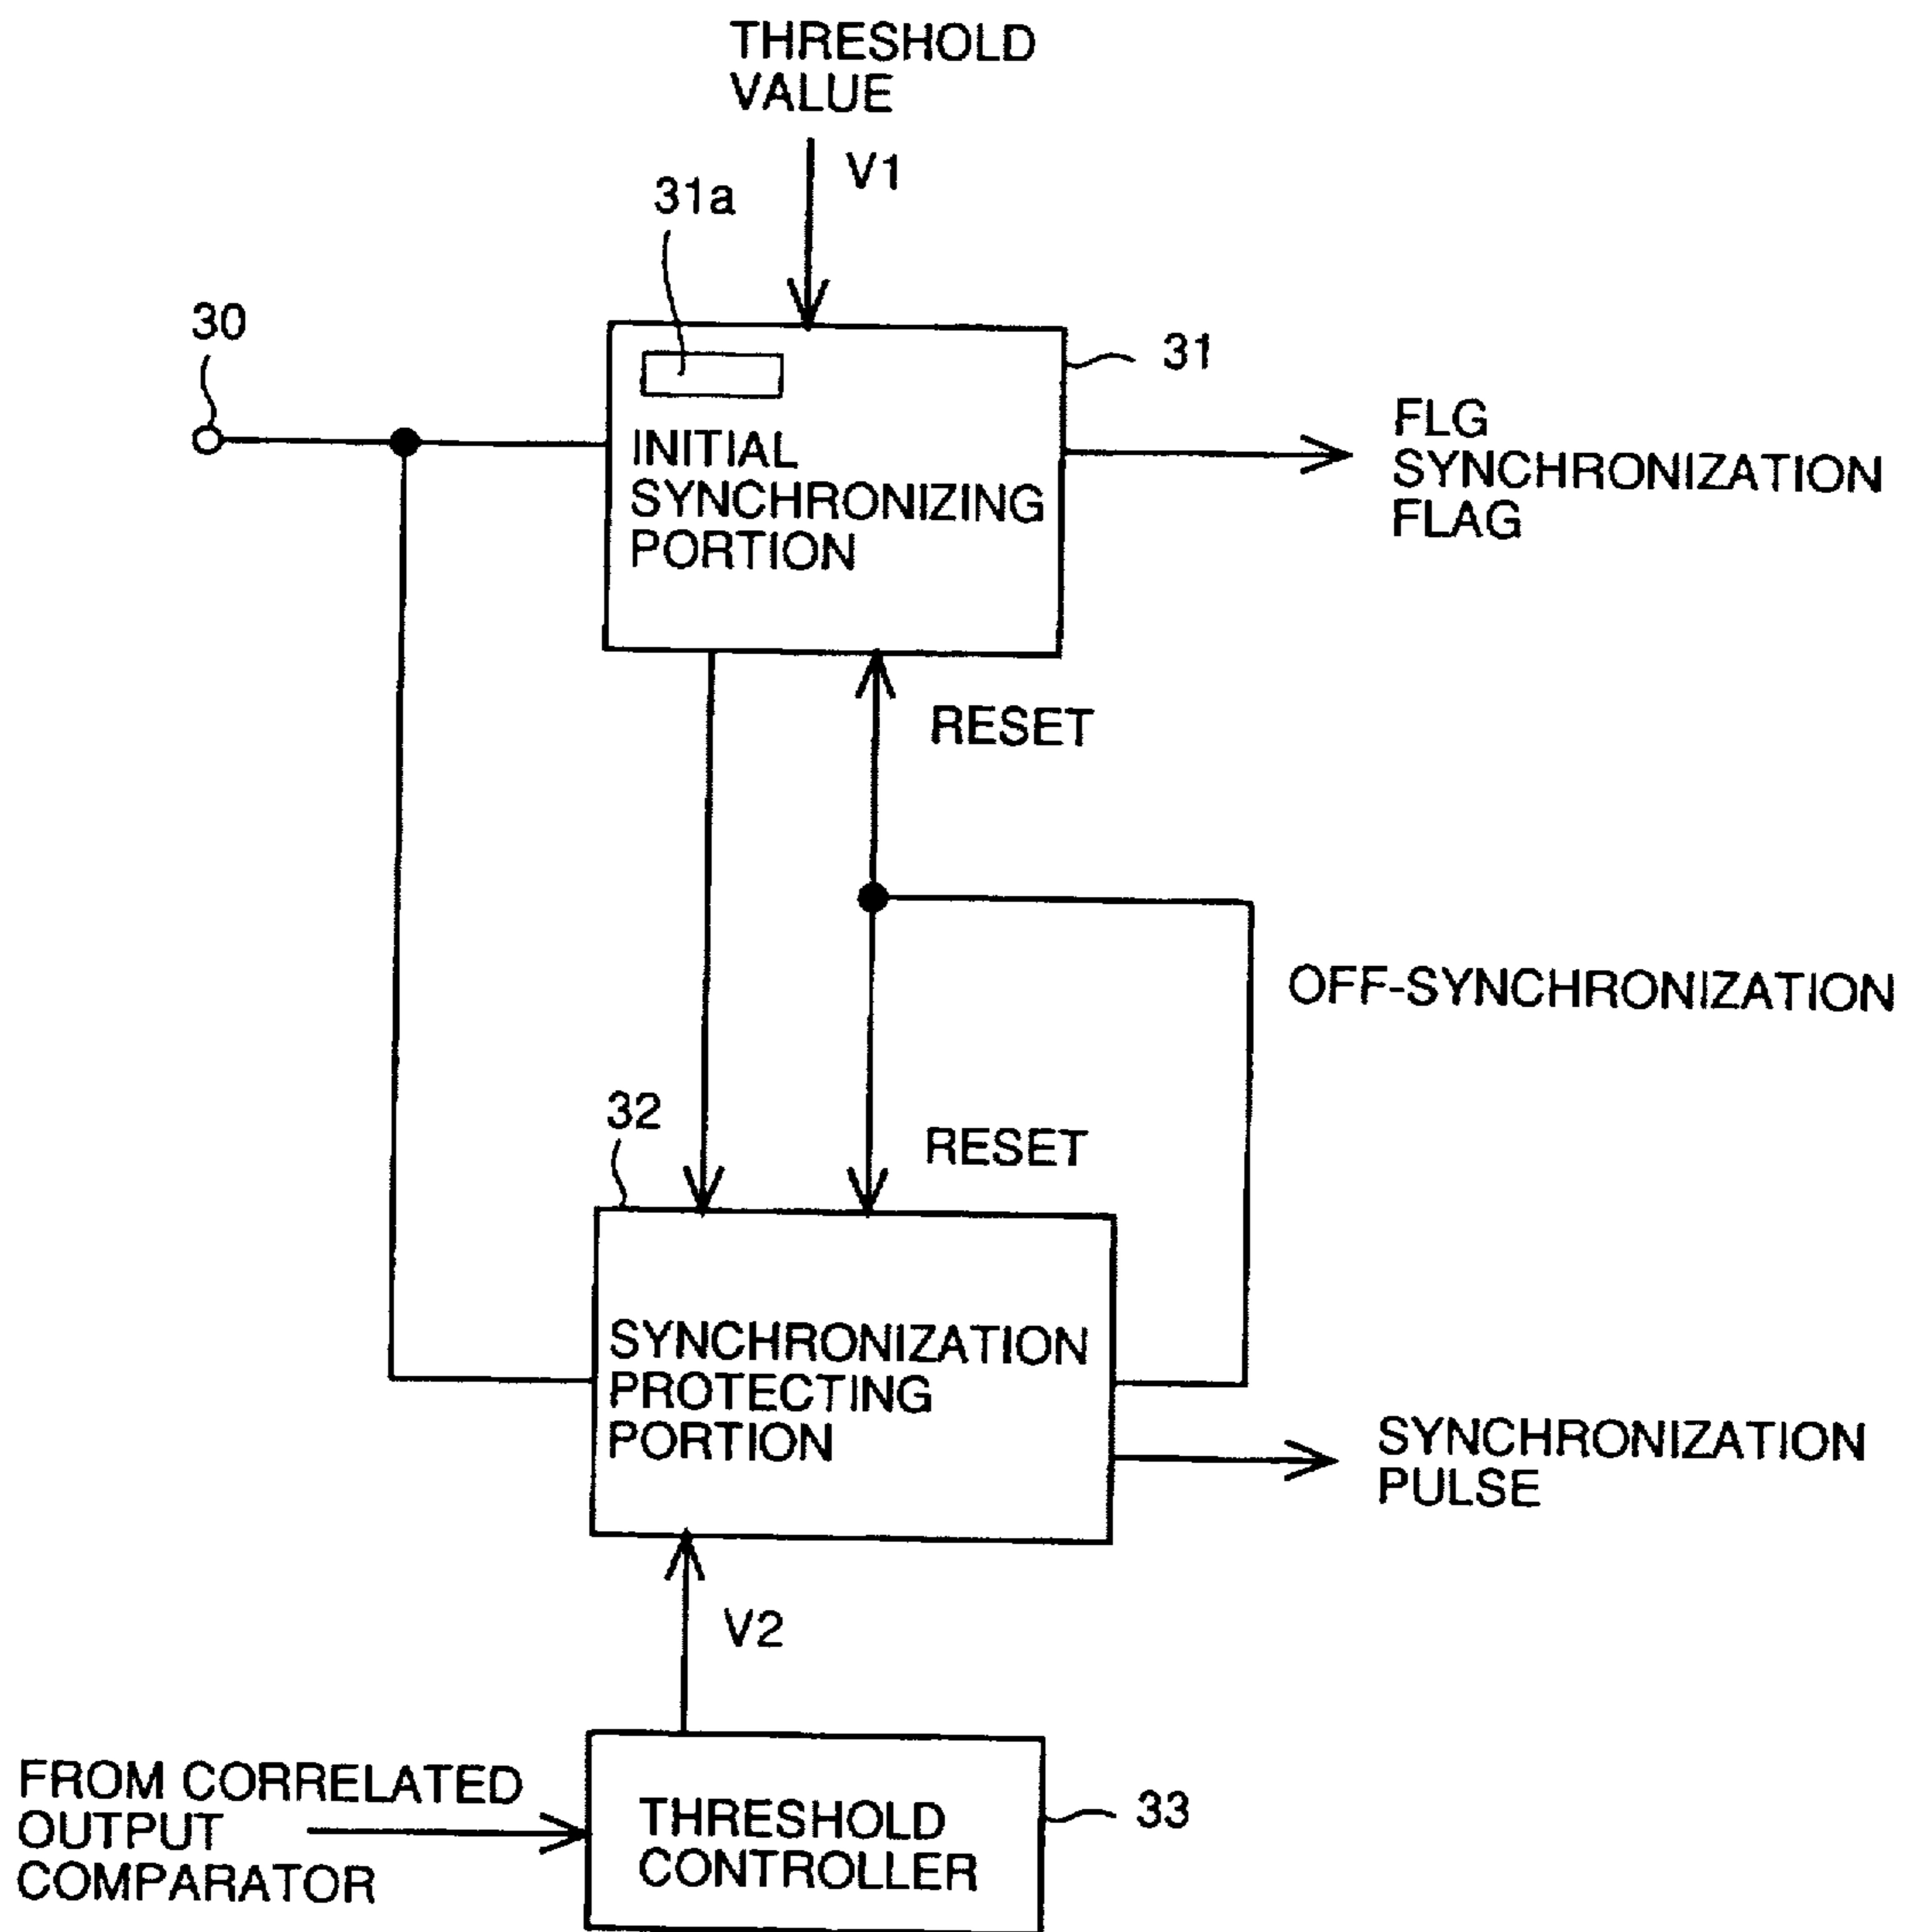 THRESHOLD
VALUE
V1
31a
30
31
INITIAL
SYNCHRONIZING
PORTION
FLG
SYNCHRONIZATION
FLAG
RESET
OFF-SYNCHRONIZATION
32
RESET
SYNCHRONIZATION
PROTECTING
PORTION
SYNCHRONIZATION
PULSE
V2
FROM CORRELATED
OUTPUT
COMPARATOR
THRESHOLD
CONTROLLER
33